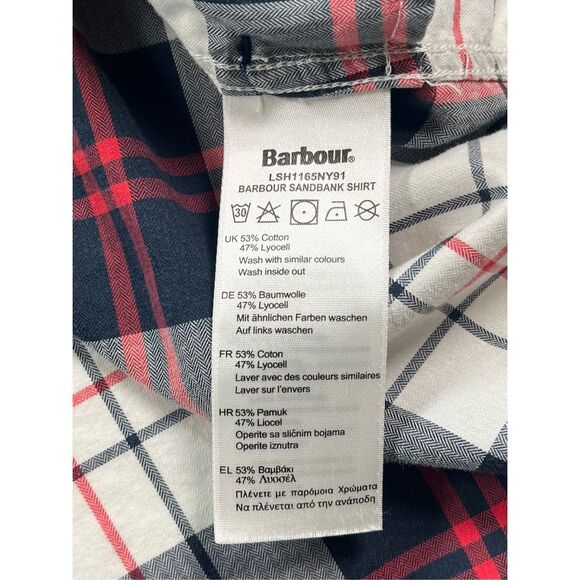 Barbour®
LSH1165NY91
BARBOUR SANDBANK SHIRT
30
UK 53% Cotton
47% Lyocell
Wash with similar colours
Wash inside out
DE 53% Baumwolle
47% Lyocell
Mit ähnlichen Farben waschen
Auf links waschen
FR 53% Coton
47% Lyocell
Laver avec des couleurs similaires
Laver sur l'envers
HR 53% Pamuk
47% Liocel
Operite sa sličnim bojama
Operite iznutra
EL 53% Βαμβάκι
47% Λυοσέλ
Πλένετε με παρόμοια Χρώματα
Να πλένεται από την ανάποδη